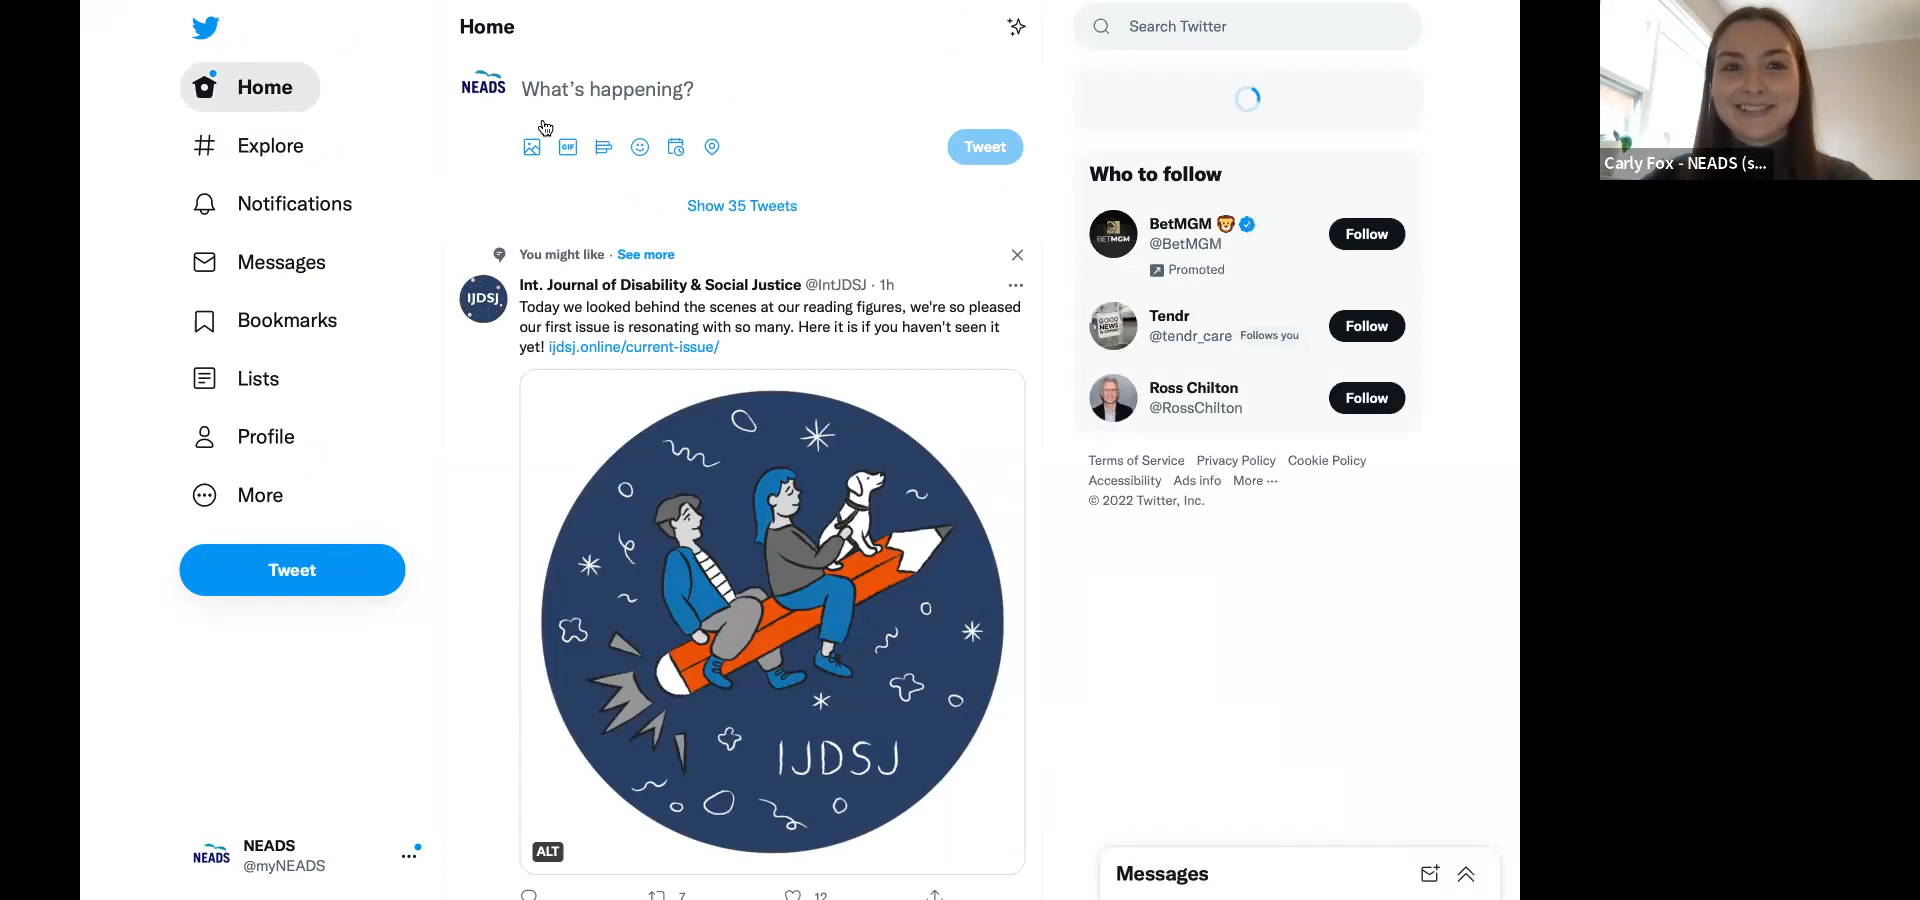 Home
Explore
Notifications
Messages
Bookmarks
Lists
Profile
More
Tweet
NEADS
NEADS
@myNEADS
Home
NEADS
What's happening?
GIF
Tweet
Show 35 Tweets
You might like · See more
IJDSJ
Int. Journal of Disability & Social Justice @IntJDSJ · 1h
Today we looked behind the scenes at our reading figures, we're so pleased
our first issue is resonating with so many. Here it is if you haven't seen it
yet! ijdsj.online/current-issue/
IJDSJ
ALT
7
12
Search Twitter
Who to follow
BETMGM
BetMGM
@BetMGM
Promoted
Follow
GOOD
NEWS
Tendr
@tendr_care Follows you
Follow
Ross Chilton
@RossChilton
Follow
Terms of Service Privacy Policy Cookie Policy
Accessibility Ads info More ···
© 2022 Twitter, Inc.
Messages
Carly Fox - NEADS (s...